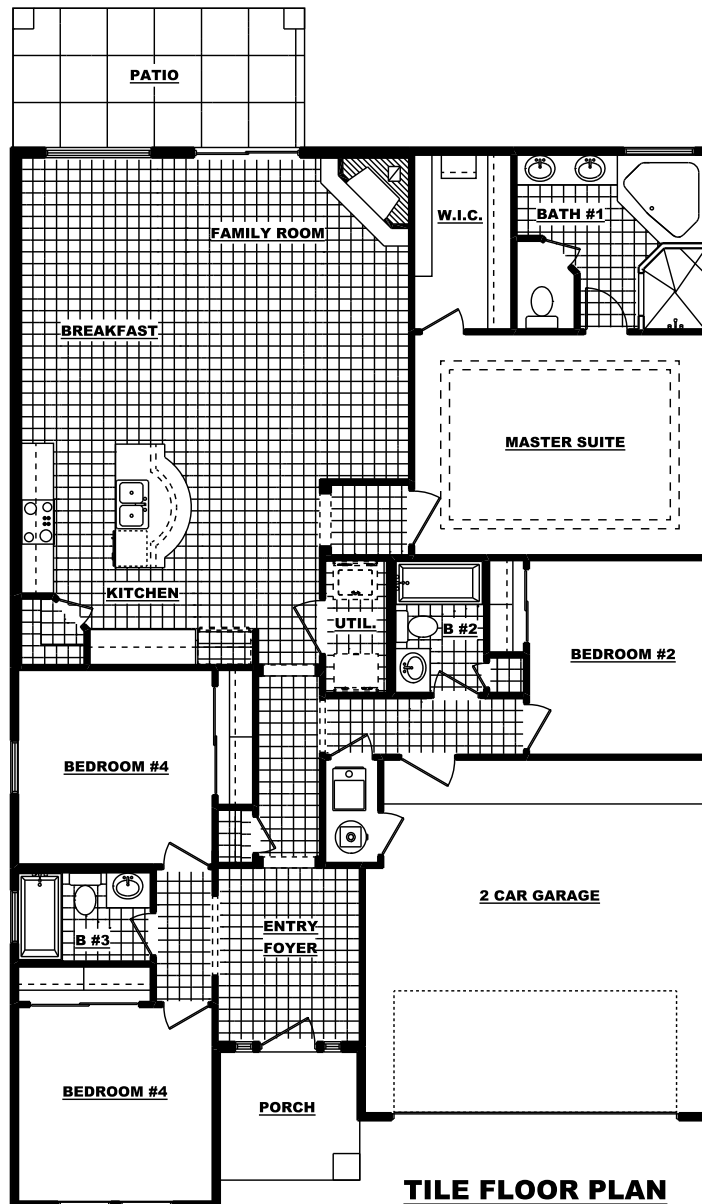 PATIO
W.I.C.
BATH #1
FAMILY ROOM
BREAKFAST
MASTER SUITE
KITCHEN
UTIL.
B #2
BEDROOM #2
BEDROOM #4
2 CAR GARAGE
ENTRY
FOYER
B #3
BEDROOM #4
PORCH
TILE FLOOR PLAN